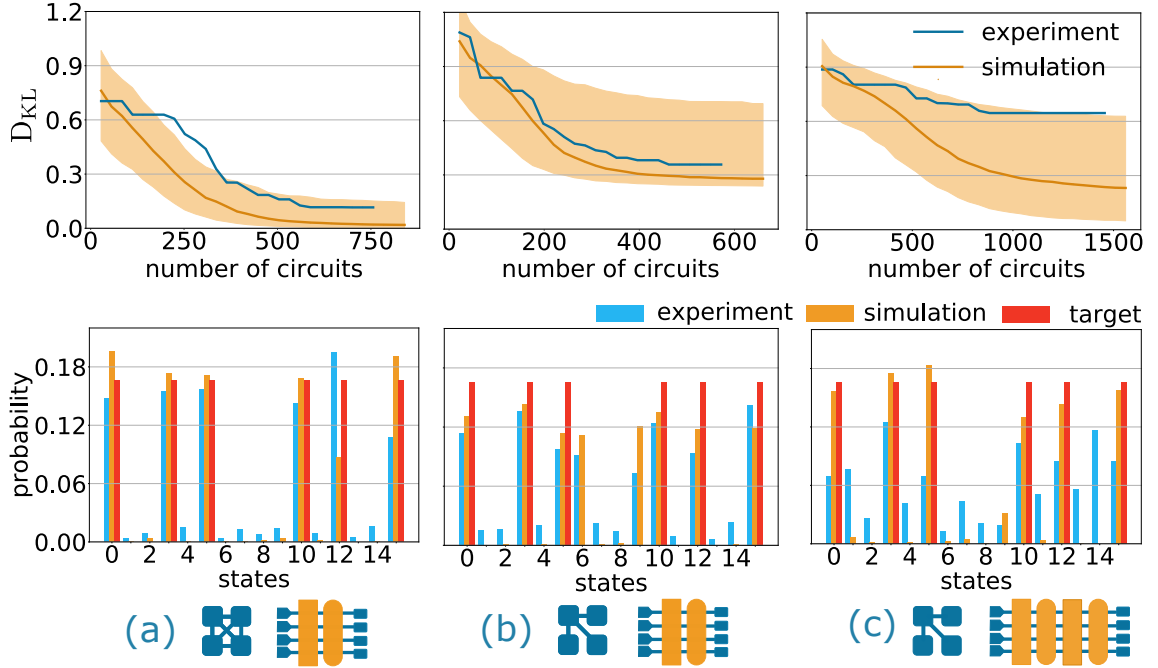 1.2
0.9
0.6
0.3
0.0
D_KL
0 250 500 750
number of circuits
0 200 400 600
number of circuits
experiment
simulation
0 500 1000 1500
number of circuits
experiment simulation target
0.18
0.12
0.06
0.00
probability
0 2 4 6 8 10 12 14
states
0 2 4 6 8 10 12 14
states
0 2 4 6 8 10 12 14
states
(a) (b) (c)